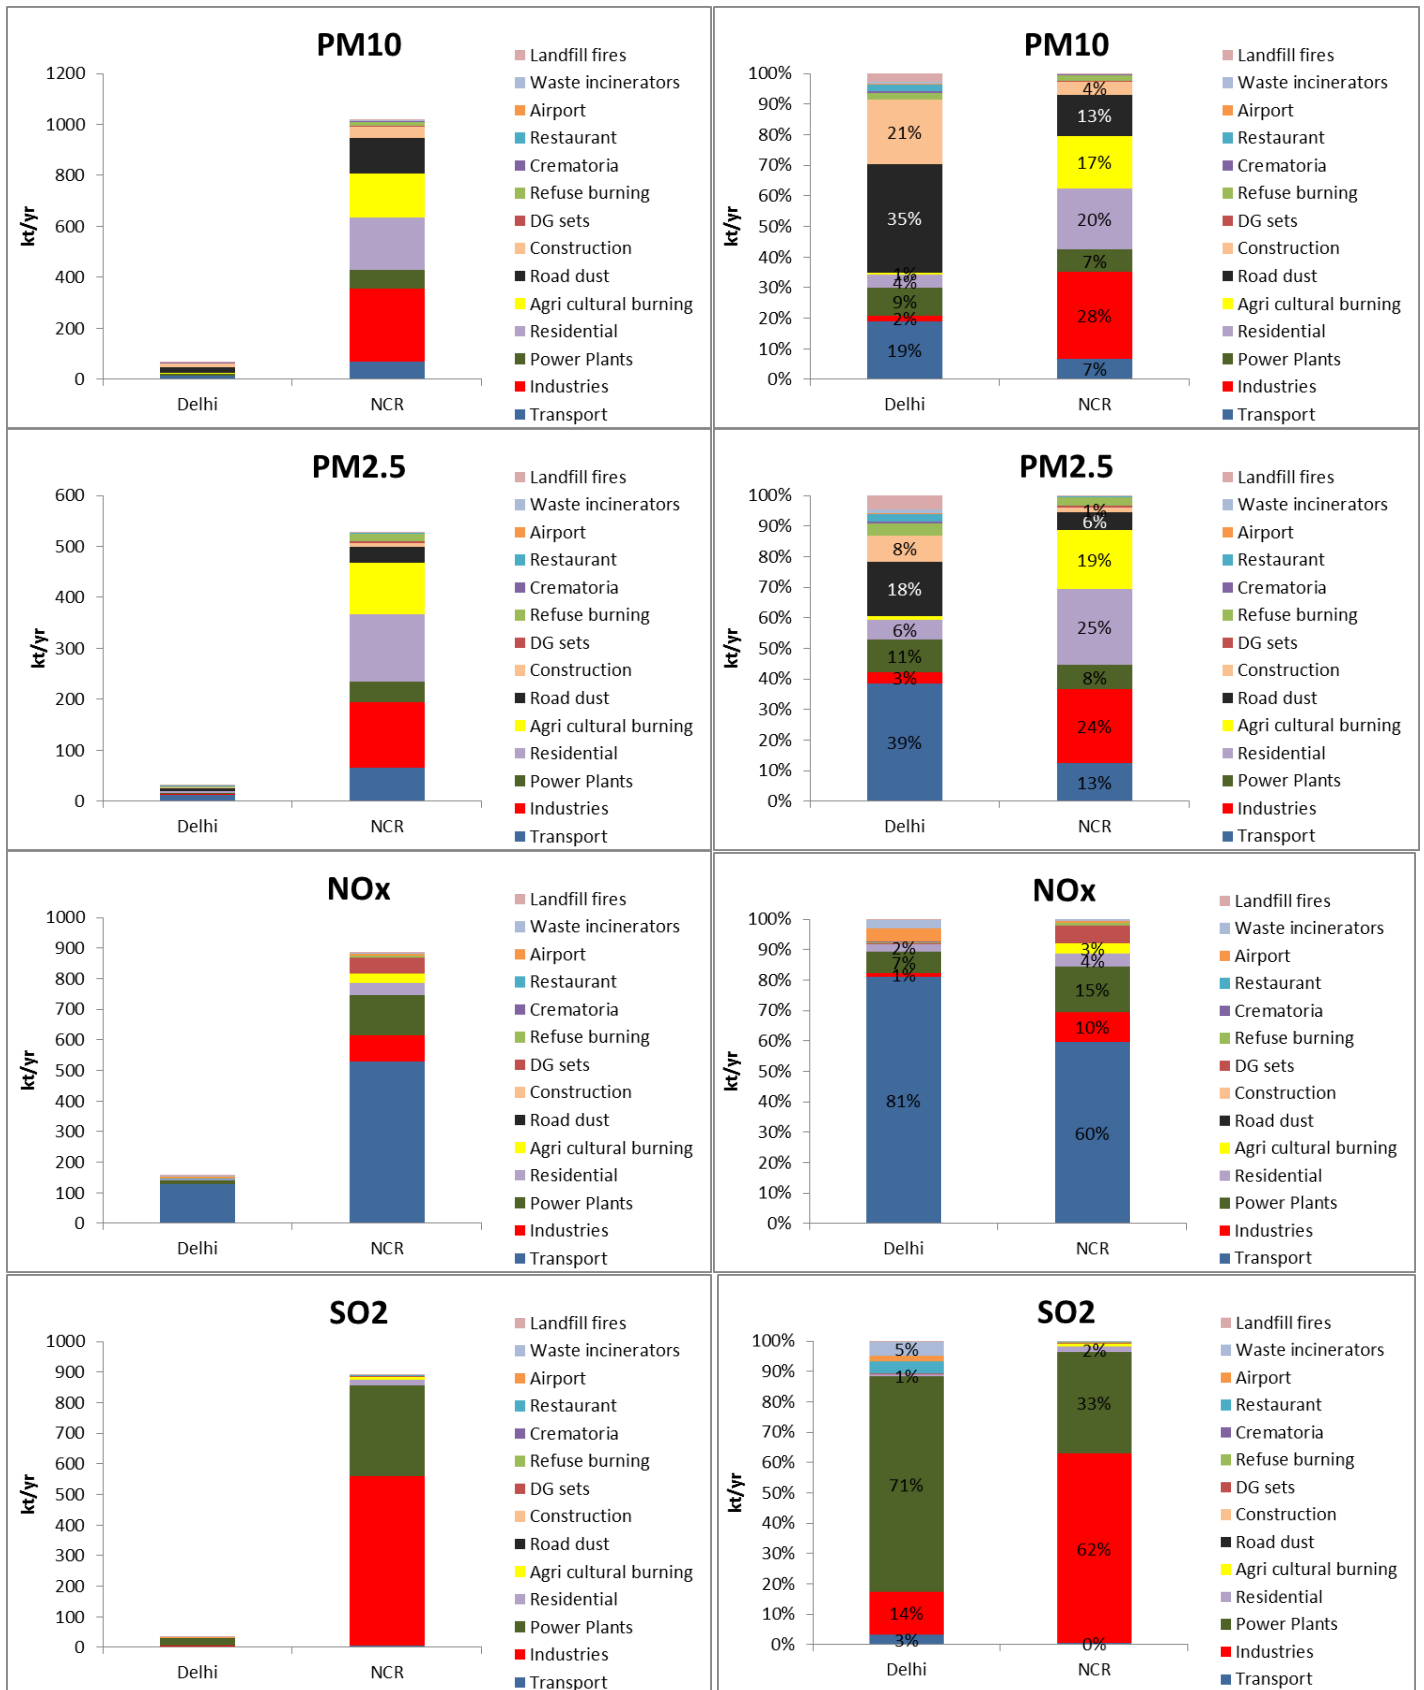 PM10
1200
1000
800
600
400
200
0
kt/yr
Delhi
NCR
Landfill fires
Waste incinerators
Airport
Restaurant
Crematoria
Refuse burning
DG sets
Construction
Road dust
Agri cultural burning
Residential
Power Plants
Industries
Transport
PM10
100%
90%
80%
70%
60%
50%
40%
30%
20%
10%
0%
kt/yr
21%
35%
1%
4%
9%
2%
19%
4%
13%
17%
20%
7%
28%
7%
Delhi
NCR
Landfill fires
Waste incinerators
Airport
Restaurant
Crematoria
Refuse burning
DG sets
Construction
Road dust
Agri cultural burning
Residential
Power Plants
Industries
Transport
PM2.5
600
500
400
300
200
100
0
kt/yr
Delhi
NCR
Landfill fires
Waste incinerators
Airport
Restaurant
Crematoria
Refuse burning
DG sets
Construction
Road dust
Agri cultural burning
Residential
Power Plants
Industries
Transport
PM2.5
100%
90%
80%
70%
60%
50%
40%
30%
20%
10%
0%
kt/yr
8%
18%
6%
11%
3%
39%
1%
6%
19%
25%
8%
24%
13%
Delhi
NCR
Landfill fires
Waste incinerators
Airport
Restaurant
Crematoria
Refuse burning
DG sets
Construction
Road dust
Agri cultural burning
Residential
Power Plants
Industries
Transport
NOx
1000
900
800
700
600
500
400
300
200
100
0
kt/yr
Delhi
NCR
Landfill fires
Waste incinerators
Airport
Restaurant
Crematoria
Refuse burning
DG sets
Construction
Road dust
Agri cultural burning
Residential
Power Plants
Industries
Transport
NOx
100%
90%
80%
70%
60%
50%
40%
30%
20%
10%
0%
kt/yr
2%
7%
1%
81%
3%
4%
15%
10%
60%
Delhi
NCR
Landfill fires
Waste incinerators
Airport
Restaurant
Crematoria
Refuse burning
DG sets
Construction
Road dust
Agri cultural burning
Residential
Power Plants
Industries
Transport
SO2
1000
900
800
700
600
500
400
300
200
100
0
kt/yr
Delhi
NCR
Landfill fires
Waste incinerators
Airport
Restaurant
Crematoria
Refuse burning
DG sets
Construction
Road dust
Agri cultural burning
Residential
Power Plants
Industries
Transport
SO2
100%
90%
80%
70%
60%
50%
40%
30%
20%
10%
0%
kt/yr
5%
1%
71%
14%
3%
2%
33%
62%
0%
Delhi
NCR
Landfill fires
Waste incinerators
Airport
Restaurant
Crematoria
Refuse burning
DG sets
Construction
Road dust
Agri cultural burning
Residential
Power Plants
Industries
Transport